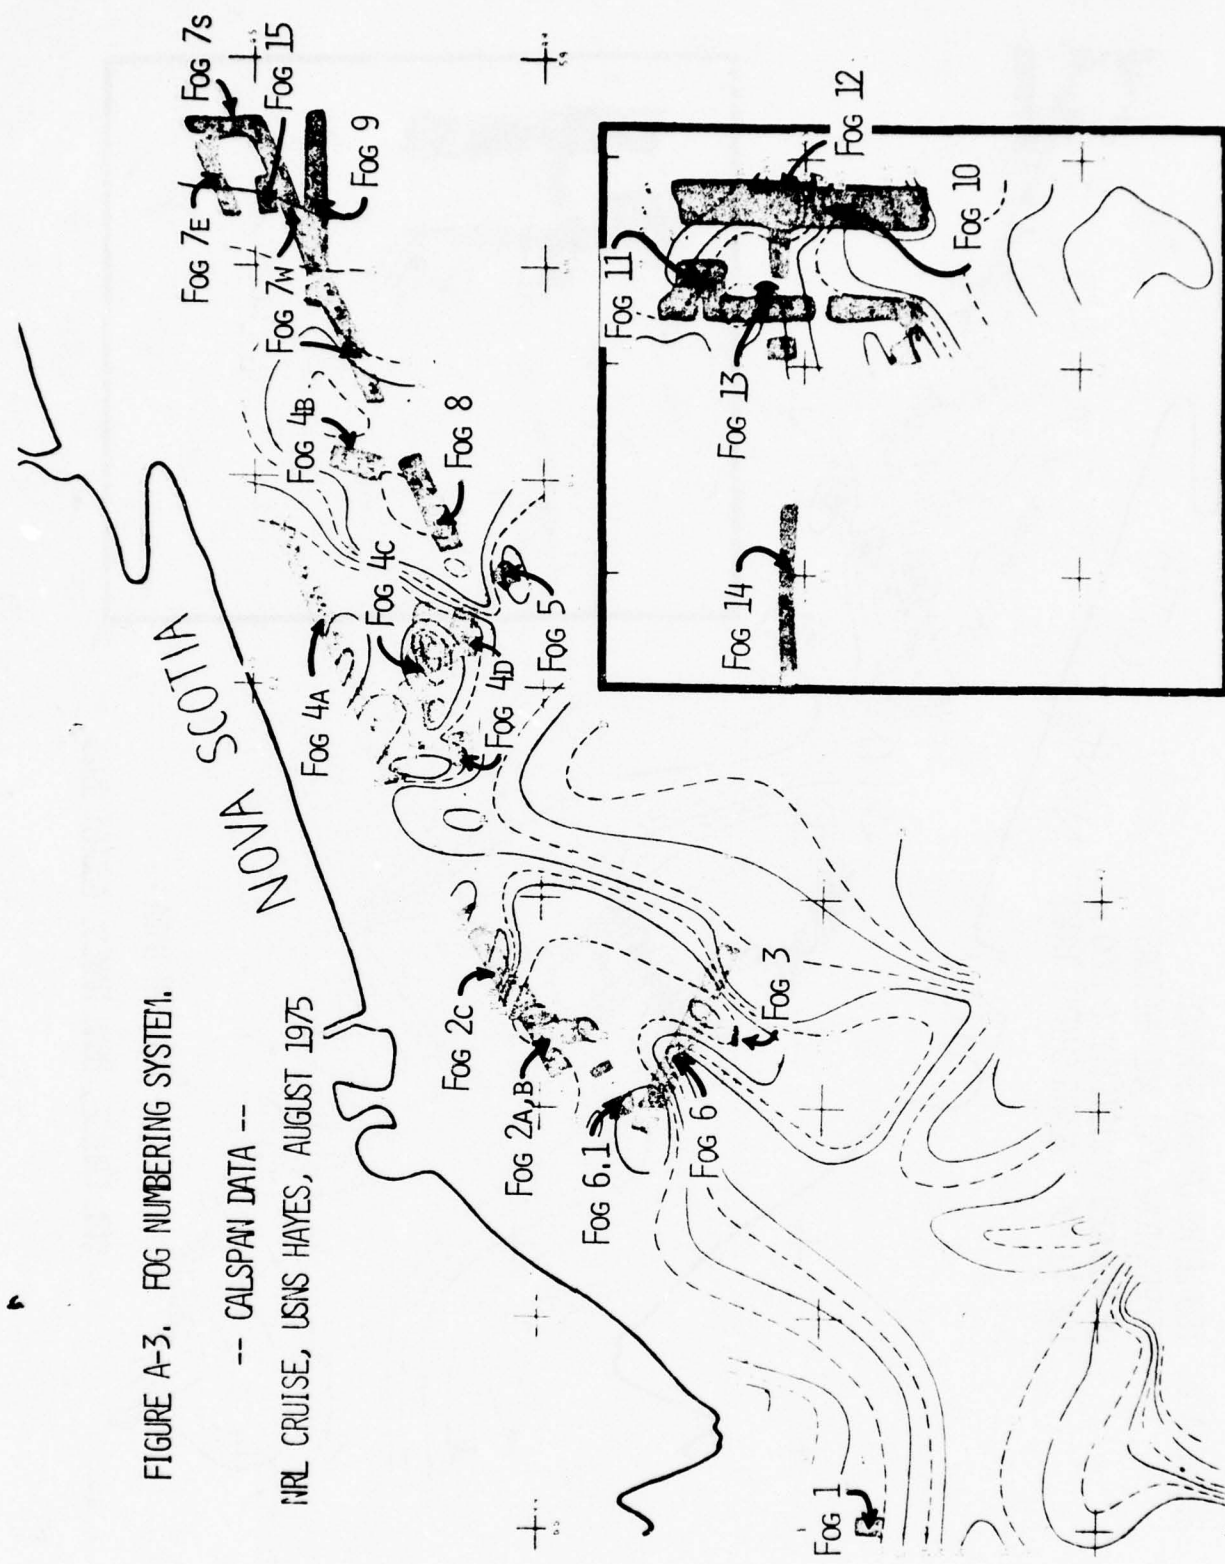 FIGURE A-3. FOG NUMBERING SYSTEM.
-- CALSPAN DATA --
NRL CRUISE, USNS HAYES, AUGUST 1975
NOVA SCOTIA
FOG 1
FOG 6.1
FOG 2A,B
FOG 2C
FOG 6
FOG 3
FOG 4A
FOG 4C
FOG 4D
FOG 5
FOG 4B
FOG 8
FOG 7W
FOG 7E
FOG 7S
FOG 15
FOG 9
FOG 14
FOG 13
FOG 11
FOG 12
FOG 10